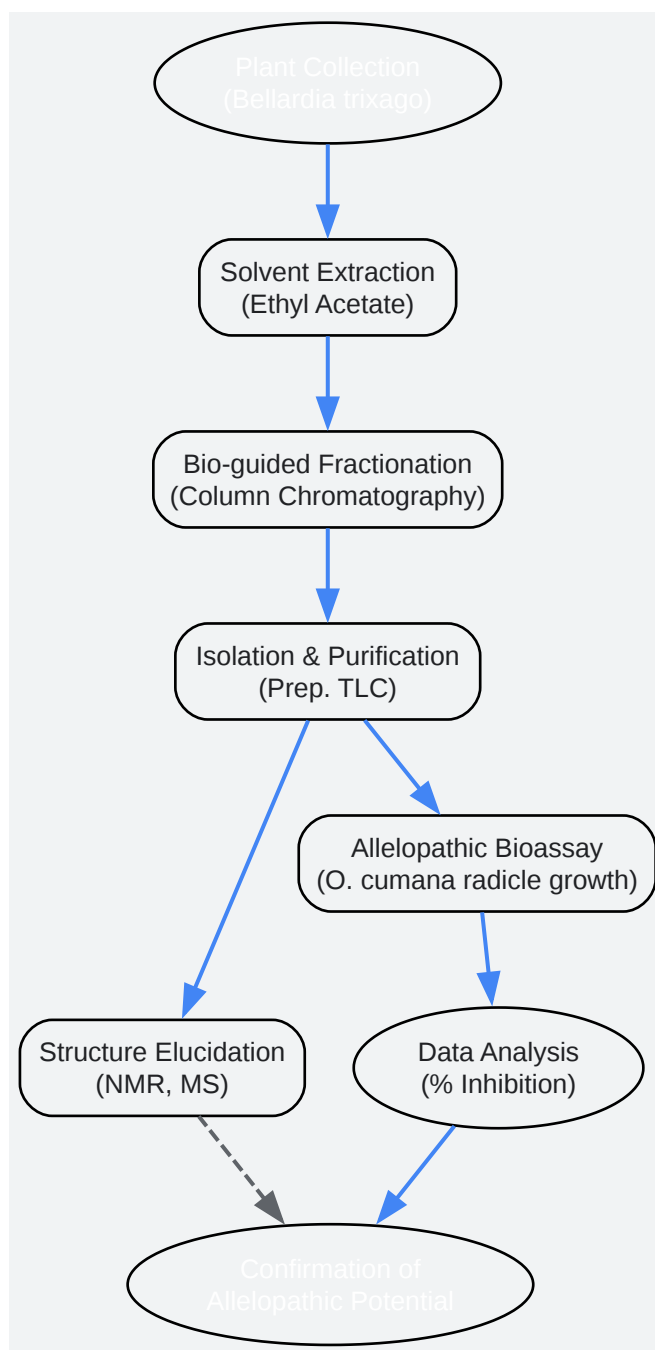 Plant Collection
(Bellardia trixago)
Solvent Extraction
(Ethyl Acetate)
Bio-guided Fractionation
(Column Chromatography)
Isolation & Purification
(Prep. TLC)
Allelopathic Bioassay
(O. cumana radicle growth)
Structure Elucidation
(NMR, MS)
Data Analysis
(% Inhibition)
Confirmation of
Allelopathic Potential